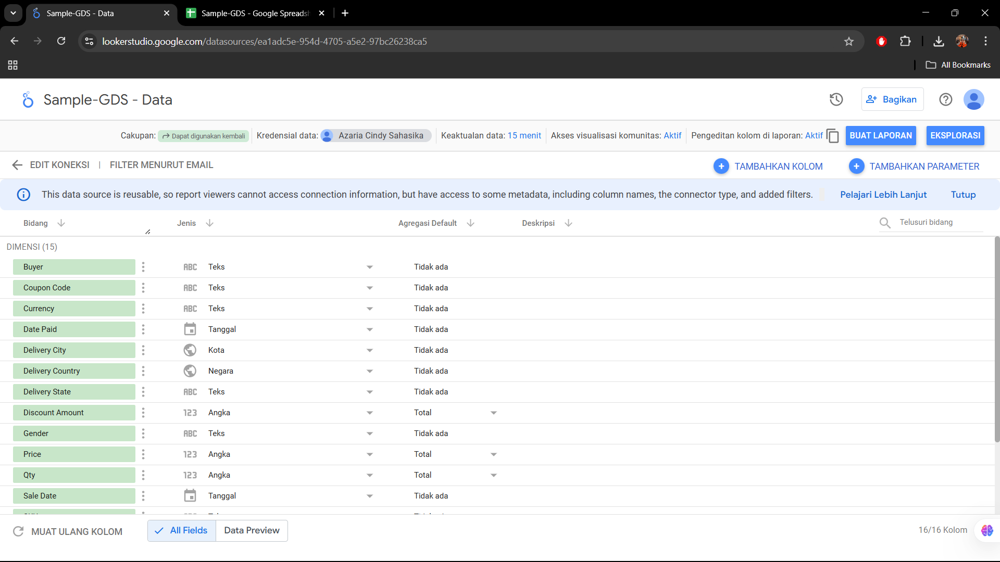 Sample-GDS - Data
Sample-GDS - Google Spreads
lookerstudio.google.com/datasources/ea1adc5e-954d-4705-a5e2-97bc26238ca5
All Bookmarks
Sample-GDS - Data
Bagikan
Cakupan: Dapat digunakan kembali Kredensial data: Azaria Cindy Sahasika Keaktualan data: 15 menit Akses visualisasi komunitas: Aktif Pengeditan kolom di laporan: Aktif BUAT LAPORAN EKSPLORASI
EDIT KONEKSI | FILTER MENURUT EMAIL
TAMBAHKAN KOLOM
TAMBAHKAN PARAMETER
This data source is reusable, so report viewers cannot access connection information, but have access to some metadata, including column names, the connector type, and added filters. Pelajari Lebih Lanjut Tutup
Bidang Jenis Agregasi Default Deskripsi Telusuri bidang
DIMENSI (15)
Buyer ABC Teks Tidak ada
Coupon Code ABC Teks Tidak ada
Currency ABC Teks Tidak ada
Date Paid Tanggal Tidak ada
Delivery City Kota Tidak ada
Delivery Country Negara Tidak ada
Delivery State ABC Teks Tidak ada
Discount Amount 123 Angka Total
Gender ABC Teks Tidak ada
Price 123 Angka Total
Qty 123 Angka Total
Sale Date Tanggal Tidak ada
MUAT ULANG KOLOM
All Fields
Data Preview
16/16 Kolom